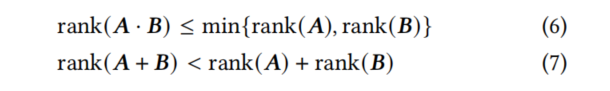 rank(A · B) ≤ min{rank(A), rank(B)} (6)
rank(A + B) < rank(A) + rank(B) (7)